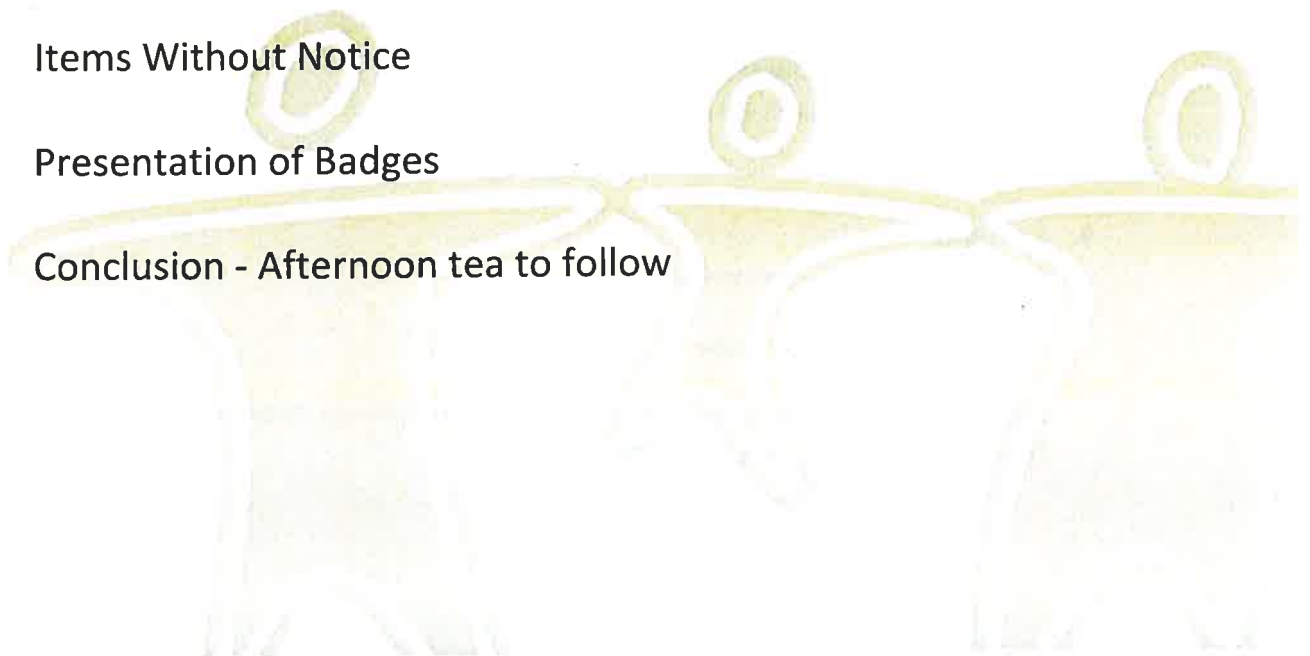 Items Without Notice
Presentation of Badges
Conclusion - Afternoon tea to follow